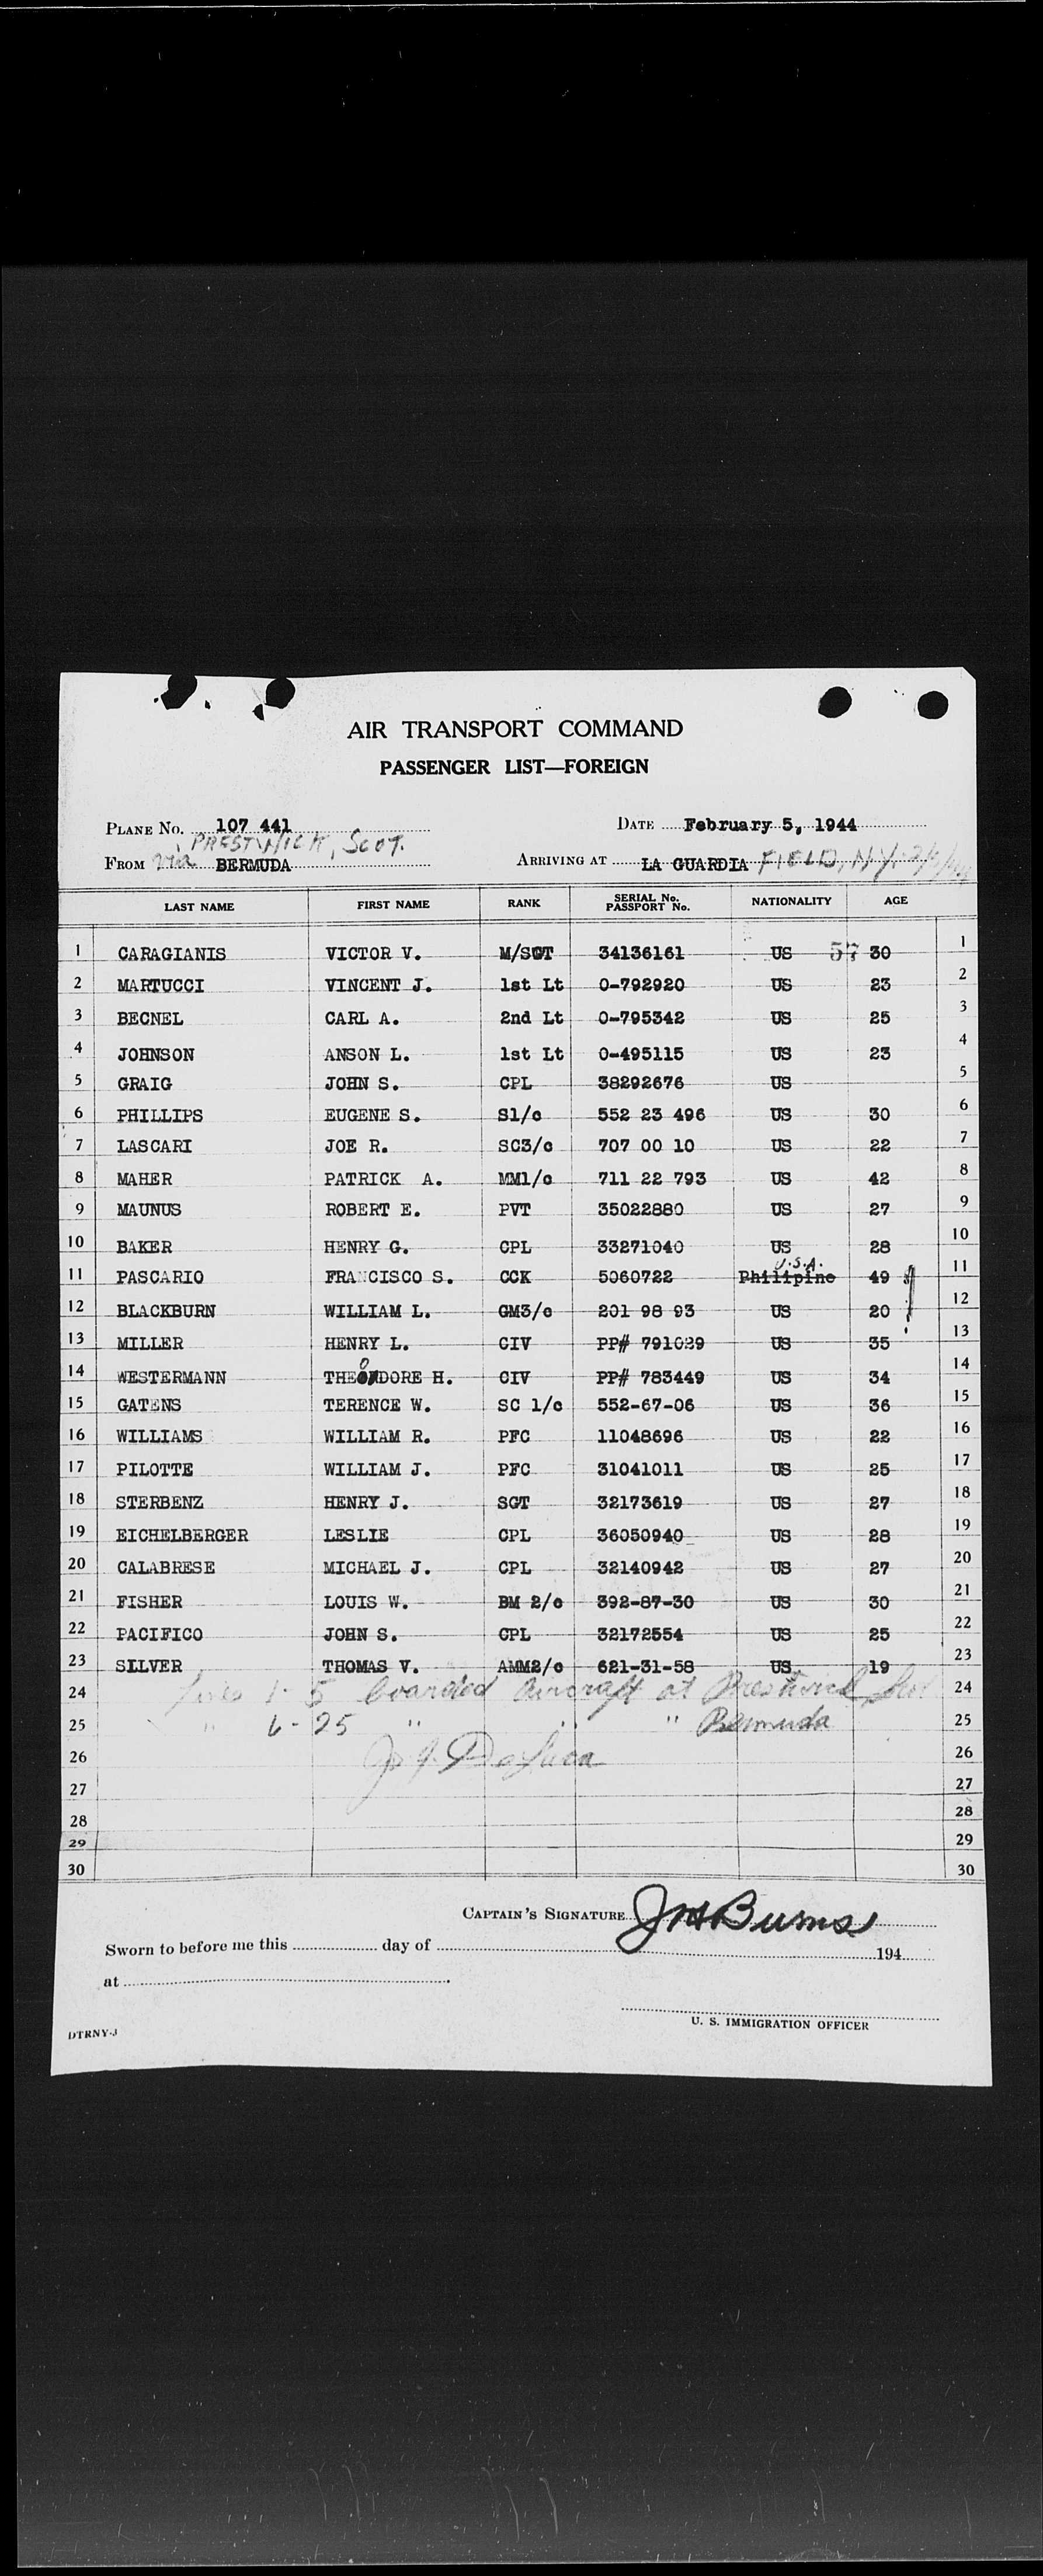 AIR TRANSPORT COMMAND
PASSENGER LIST—FOREIGN
PLANE No. 107 441 DATE February 5, 1944
PRESTWICK, SCOT.
FROM via BERMUDA ARRIVING AT LA GUARDIA FIELD, N.Y.
LAST NAME FIRST NAME RANK SERIAL No. PASSPORT No. NATIONALITY AGE
1 CARAGIANIS VICTOR V. M/SGT 34136161 US 57 30 1
2 MARTUCCI VINCENT J. 1st Lt 0-792920 US 23 2
3 BECNEL CARL A. 2nd Lt 0-795342 US 25 3
4 JOHNSON ANSON L. 1st Lt 0-495115 US 23 4
5 GRAIG JOHN S. CPL 38292676 US 5
6 PHILLIPS EUGENE S. S1/c 552 23 496 US 30 6
7 LASCARI JOE R. SC3/c 707 00 10 US 22 7
8 MAHER PATRICK A. MM1/c 711 22 793 US 42 8
9 MAUNUS ROBERT E. PVT 35022880 US 27 9
10 BAKER HENRY G. CPL 33271040 US 28 10
U.S.A.
11 PASCARIO FRANCISCO S. CCK 5060722 Philipine 49 11
12 BLACKBURN WILLIAM L. GM3/c 201 98 93 US 20 12
13 MILLER HENRY L. CIV PP# 791029 US 35 13
14 WESTERMANN THEODORE H. CIV PP# 783449 US 34 14
15 GATENS TERENCE W. SC 1/c 552-67-06 US 36 15
16 WILLIAMS WILLIAM R. PFC 11048696 US 22 16
17 PILOTTE WILLIAM J. PFC 31041011 US 25 17
18 STERBENZ HENRY J. SGT 32173619 US 27 18
19 EICHELBERGER LESLIE CPL 36050940 US 28 19
20 CALABRESE MICHAEL J. CPL 32140942 US 27 20
21 FISHER LOUIS W. BM 2/c 392-87-30 US 30 21
22 PACIFICO JOHN S. CPL 32172554 US 25 22
23 SILVER THOMAS V. AMM2/c 621-31-58 US 19 23
24 Lines 1-5 boarded aircraft at Prestwick Scot 24
25 " 6-25 " " " Bermuda 25
26 26
27 27
28 28
29 29
30 30
CAPTAIN'S SIGNATURE Burns
Sworn to before me this day of 194
at
U. S. IMMIGRATION OFFICER
DTRNY-J